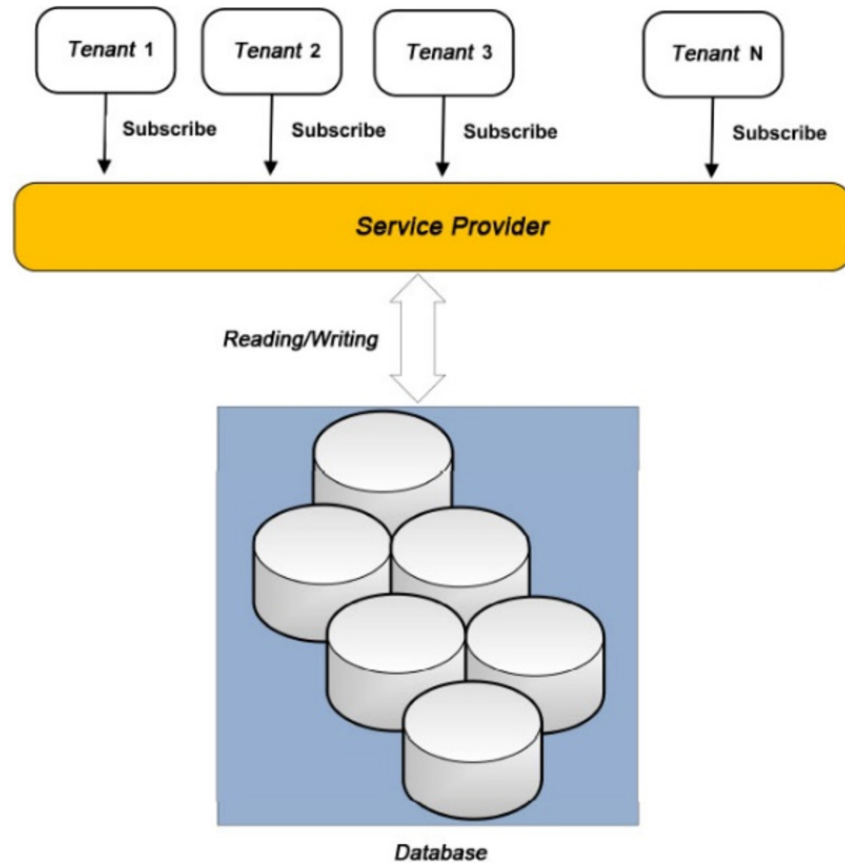 Tenant 1
Tenant 2
Tenant 3
Tenant N
Subscribe
Subscribe
Subscribe
Subscribe
Service Provider
Reading/Writing
Database